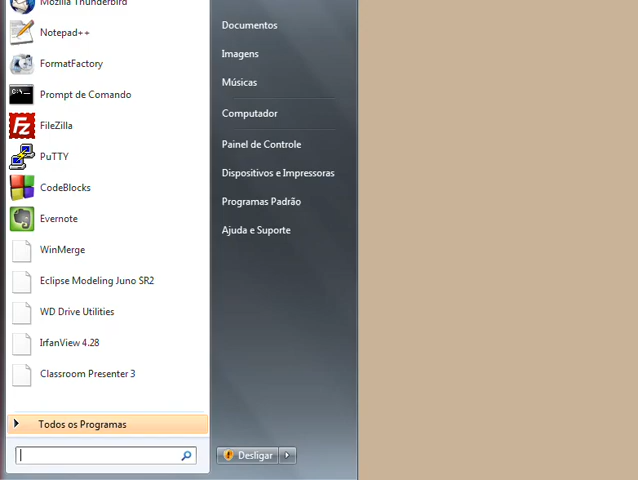 Mozilla Thunderbird
Notepad++
FormatFactory
Prompt de Comando
FileZilla
PuTTY
CodeBlocks
Evernote
WinMerge
Eclipse Modeling Juno SR2
WD Drive Utilities
IrfanView 4.28
Classroom Presenter 3
Todos os Programas
Documentos
Imagens
Músicas
Computador
Painel de Controle
Dispositivos e Impressoras
Programas Padrão
Ajuda e Suporte
Desligar